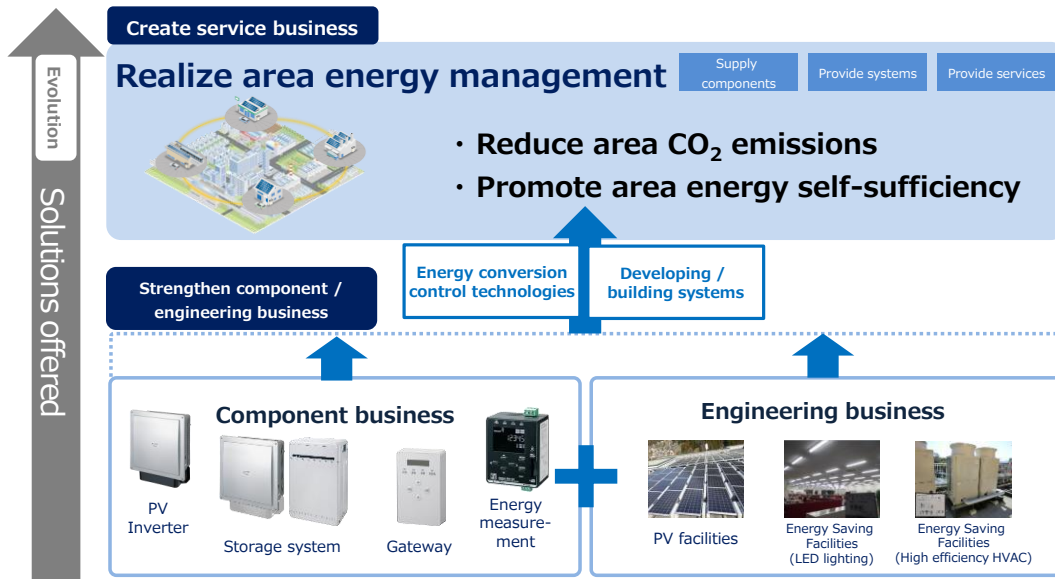 Create service business
Realize area energy management
Supply
components
Provide systems
Provide services
Evolution
Solutions offered
・Reduce area CO₂ emissions
・Promote area energy self-sufficiency
Energy conversion
control technologies
Developing /
building systems
Strengthen component /
engineering business
Component business
PV
Inverter
Storage system
Gateway
Energy
measure-
ment
Engineering business
PV facilities
Energy Saving
Facilities
(LED lighting)
Energy Saving
Facilities
(High efficiency HVAC)